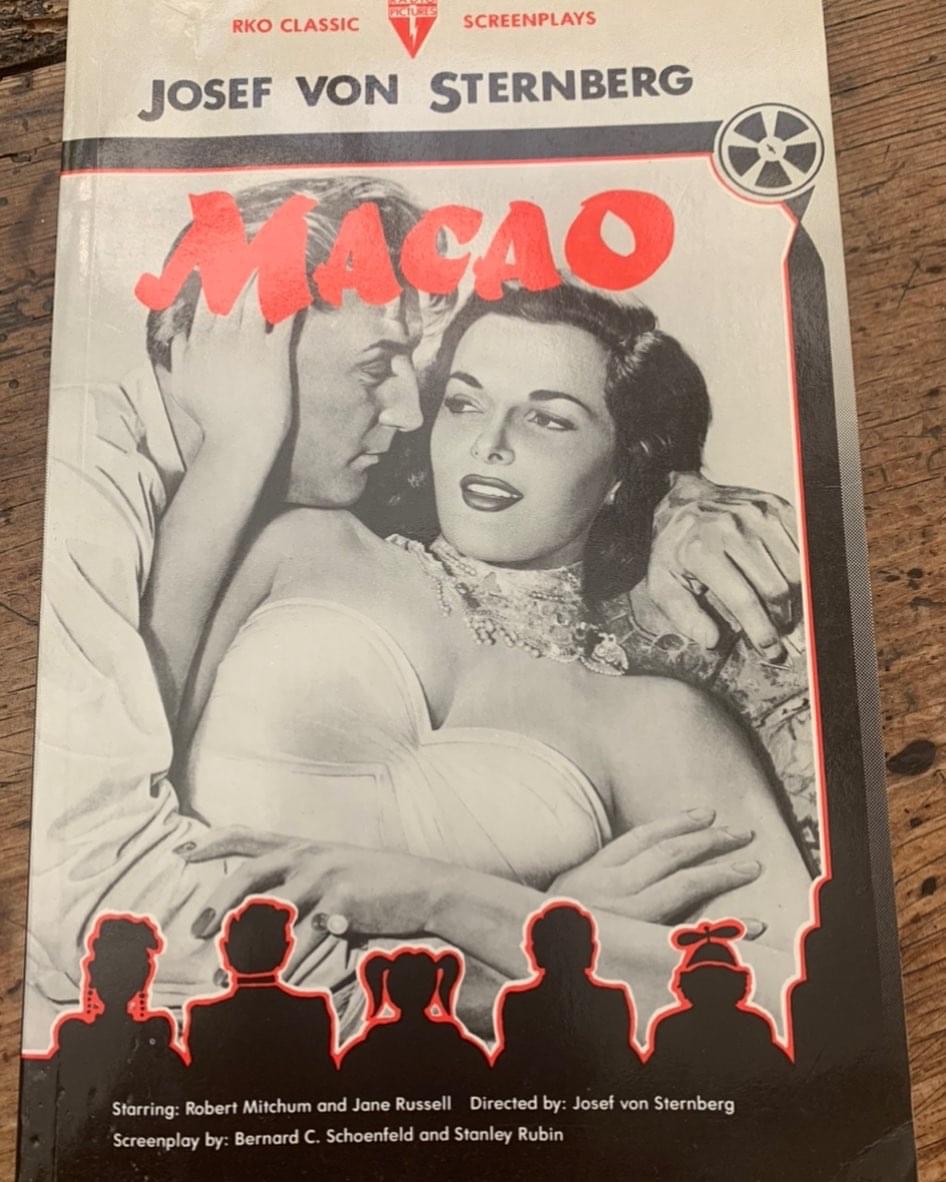 RKO CLASSIC
PICTURES
SCREENPLAYS
JOSEF VON STERNBERG
MACAO
Starring: Robert Mitchum and Jane Russell Directed by: Josef von Sternberg
Screenplay by: Bernard C. Schoenfeld and Stanley Rubin